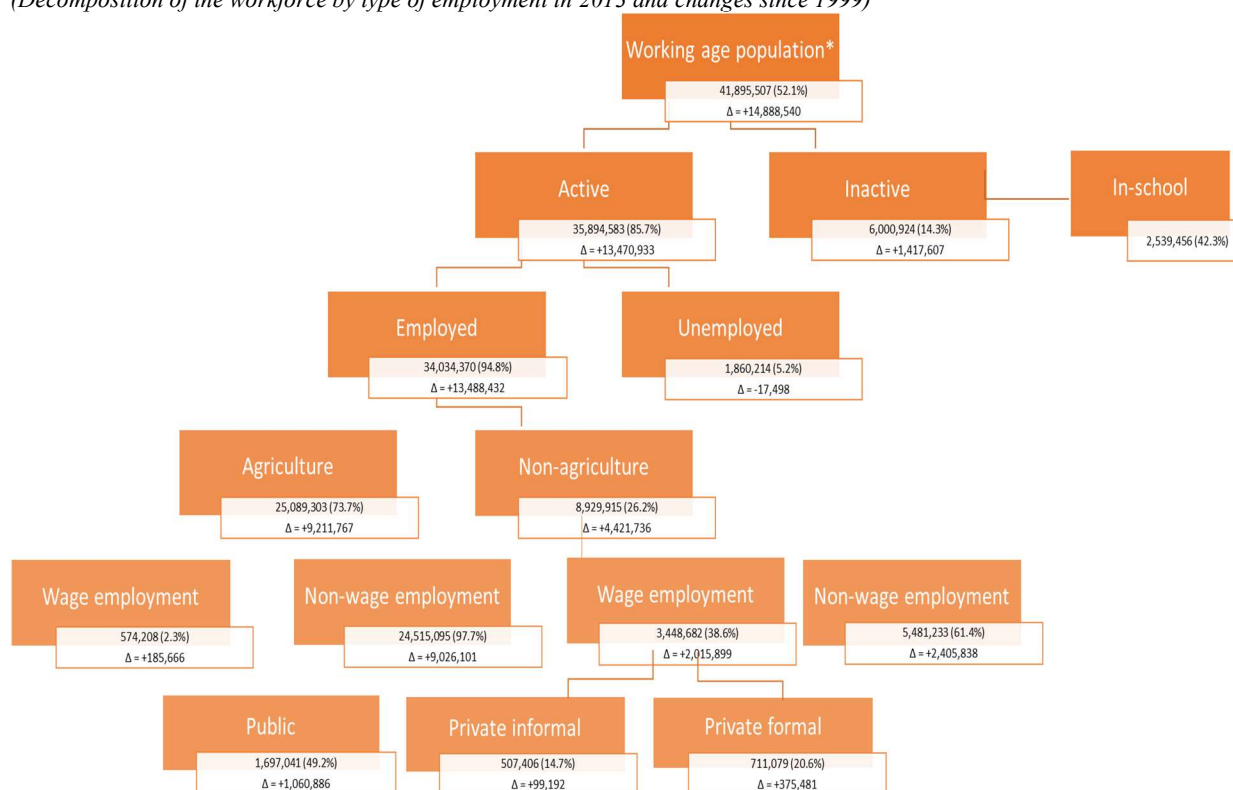 (Decomposition of the workforce by type of employment in 2013 and changes since 1999)
Working age population*
41,895,507 (52.1%)
Δ = +14,888,540
Active
35,894,583 (85.7%)
Δ = +13,470,933
Inactive
6,000,924 (14.3%)
Δ = +1,417,607
In-school
2,539,456 (42.3%)
Employed
34,034,370 (94.8%)
Δ = +13,488,432
Unemployed
1,860,214 (5.2%)
Δ = -17,498
Agriculture
25,089,303 (73.7%)
Δ = +9,211,767
Non-agriculture
8,929,915 (26.2%)
Δ = +4,421,736
Wage employment
574,208 (2.3%)
Δ = +185,666
Non-wage employment
24,515,095 (97.7%)
Δ = +9,026,101
Wage employment
3,448,682 (38.6%)
Δ = +2,015,899
Non-wage employment
5,481,233 (61.4%)
Δ = +2,405,838
Public
1,697,041 (49.2%)
Δ = +1,060,886
Private informal
507,406 (14.7%)
Δ = +99,192
Private formal
711,079 (20.6%)
Δ = +375,481